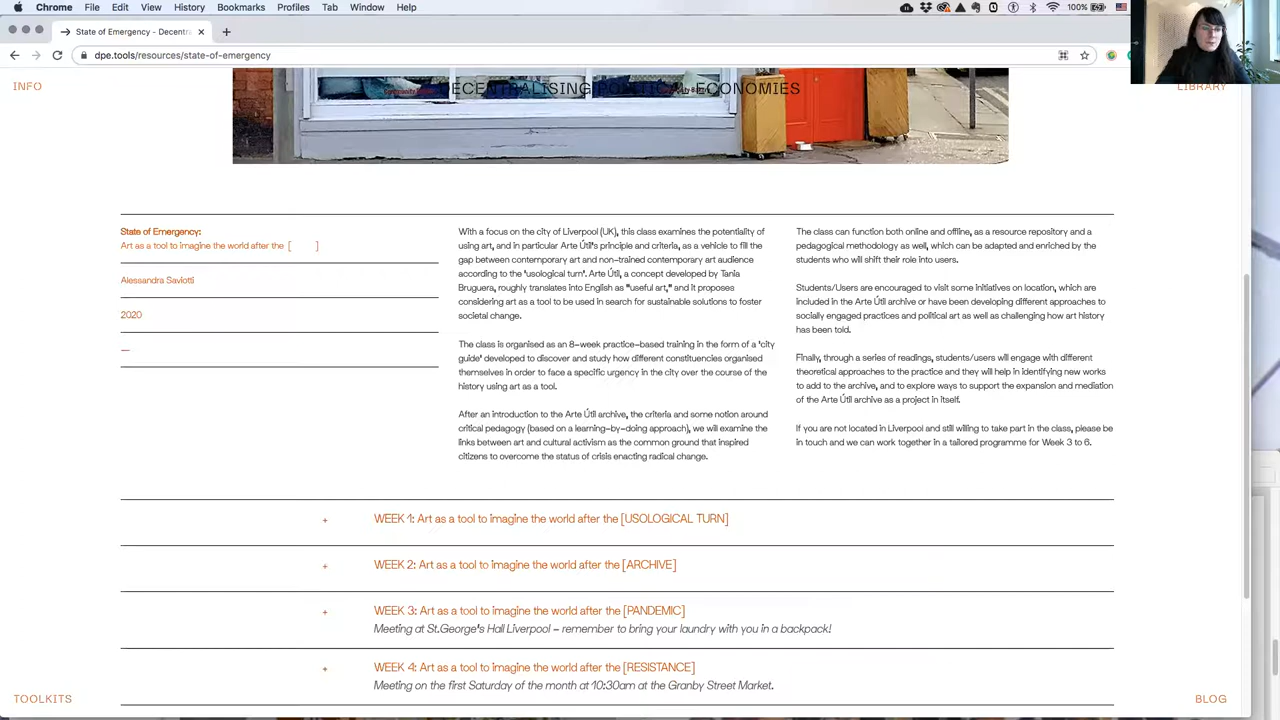 Chrome File Edit View History Bookmarks Profiles Tab Window Help 100%
State of Emergency - Decentra
dpe.tools/resources/state-of-emergency
INFO
DECENTRALISING POLITICAL ECONOMIES
LIBRARY
State of Emergency:
Art as a tool to imagine the world after the [ ]
Alessandra Saviotti
2020
—
With a focus on the city of Liverpool (UK), this class examines the potentiality of
using art, and in particular Arte Útil's principle and criteria, as a vehicle to fill the
gap between contemporary art and non-trained contemporary art audience
according to the 'usological turn'. Arte Útil, a concept developed by Tania
Bruguera, roughly translates into English as "useful art," and it proposes
considering art as a tool to be used in search for sustainable solutions to foster
societal change.
The class is organised as an 8-week practice-based training in the form of a 'city
guide' developed to discover and study how different constituencies organised
themselves in order to face a specific urgency in the city over the course of the
history using art as a tool.
After an introduction to the Arte Útil archive, the criteria and some notion around
critical pedagogy (based on a learning-by-doing approach), we will examine the
links between art and cultural activism as the common ground that inspired
citizens to overcome the status of crisis enacting radical change.
The class can function both online and offline, as a resource repository and a
pedagogical methodology as well, which can be adapted and enriched by the
students who will shift their role into users.
Students/Users are encouraged to visit some initiatives on location, which are
included in the Arte Útil archive or have been developing different approaches to
socially engaged practices and political art as well as challenging how art history
has been told.
Finally, through a series of readings, students/users will engage with different
theoretical approaches to the practice and they will help in identifying new works
to add to the archive, and to explore ways to support the expansion and mediation
of the Arte Útil archive as a project in itself.
If you are not located in Liverpool and still willing to take part in the class, please be
in touch and we can work together in a tailored programme for Week 3 to 6.
+ WEEK 1: Art as a tool to imagine the world after the [USOLOGICAL TURN]
+ WEEK 2: Art as a tool to imagine the world after the [ARCHIVE]
+ WEEK 3: Art as a tool to imagine the world after the [PANDEMIC]
Meeting at St.George's Hall Liverpool – remember to bring your laundry with you in a backpack!
+ WEEK 4: Art as a tool to imagine the world after the [RESISTANCE]
Meeting on the first Saturday of the month at 10:30am at the Granby Street Market.
TOOLKITS
BLOG